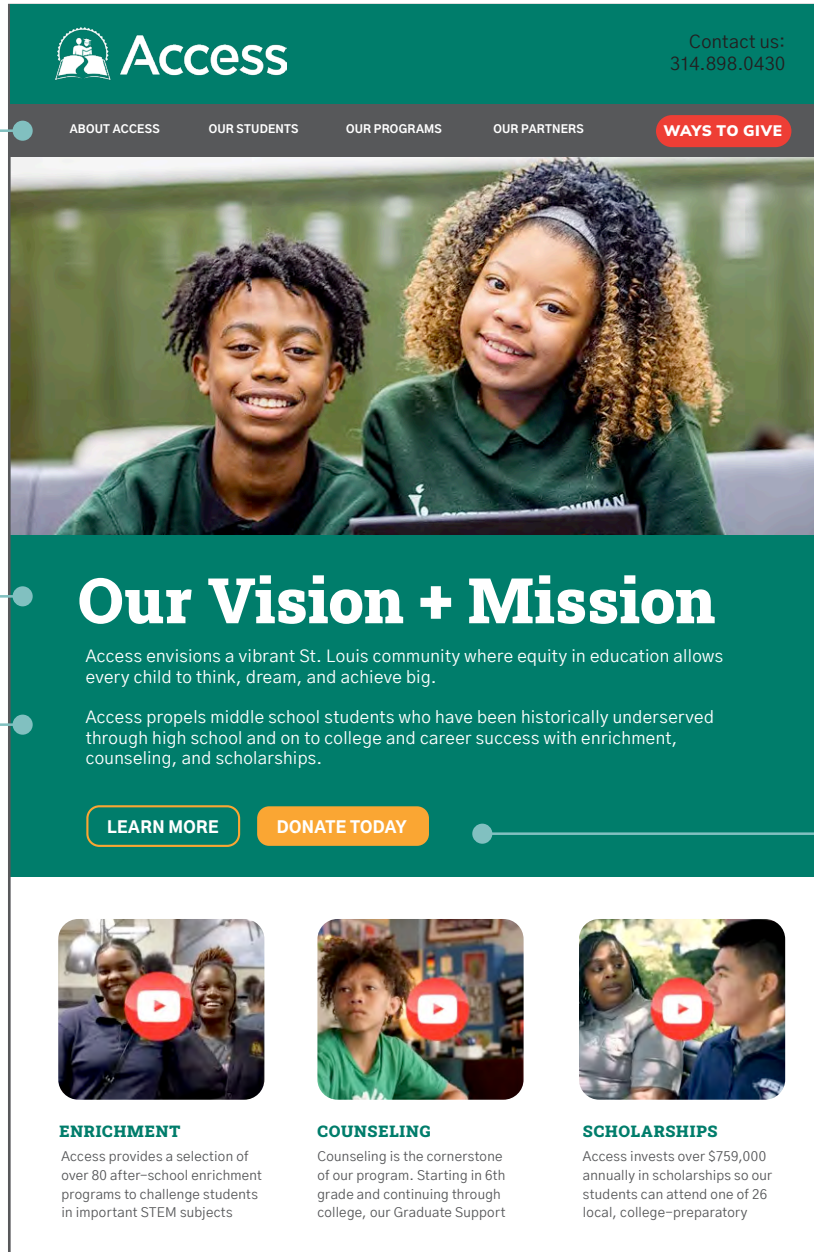 Access
Contact us:
314.898.0430
ABOUT ACCESS
OUR STUDENTS
OUR PROGRAMS
OUR PARTNERS
WAYS TO GIVE
Our Vision + Mission
Access envisions a vibrant St. Louis community where equity in education allows
every child to think, dream, and achieve big.
Access propels middle school students who have been historically underserved
through high school and on to college and career success with enrichment,
counseling, and scholarships.
LEARN MORE
DONATE TODAY
ENRICHMENT
Access provides a selection of
over 80 after-school enrichment
programs to challenge students
in important STEM subjects
COUNSELING
Counseling is the cornerstone
of our program. Starting in 6th
grade and continuing through
college, our Graduate Support
SCHOLARSHIPS
Access invests over $759,000
annually in scholarships so our
students can attend one of 26
local, college-preparatory